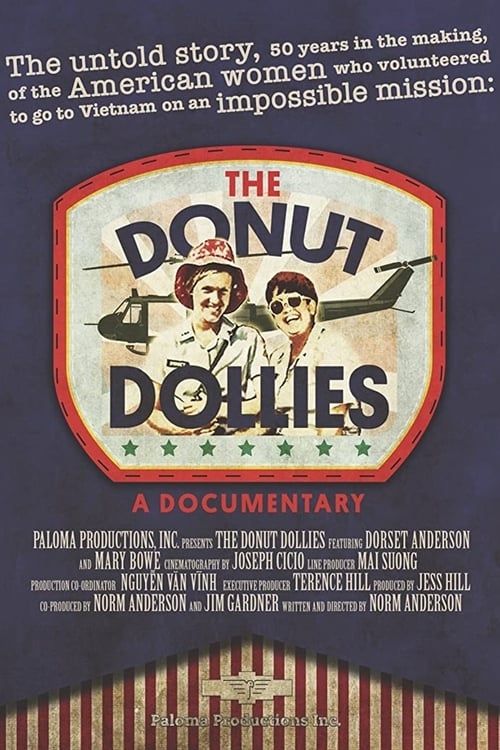 The untold story, 50 years in the making,
of the American women who volunteered
to go to Vietnam on an impossible mission:
THE
DONUT
DOLLIES
A DOCUMENTARY
PALOMA PRODUCTIONS, INC. PRESENTS THE DONUT DOLLIES FEATURING DORSET ANDERSON
AND MARY BOWE CINEMATOGRAPHY BY JOSEPH CICIO LINE PRODUCER MAI SUONG
PRODUCTION CO-ORDINATOR NGUYỄN VĂN VĨNH EXECUTIVE PRODUCER TERENCE HILL PRODUCED BY JESS HILL
CO-PRODUCED BY NORM ANDERSON AND JIM GARDNER WRITTEN AND DIRECTED BY NORM ANDERSON
Paloma Productions Inc.